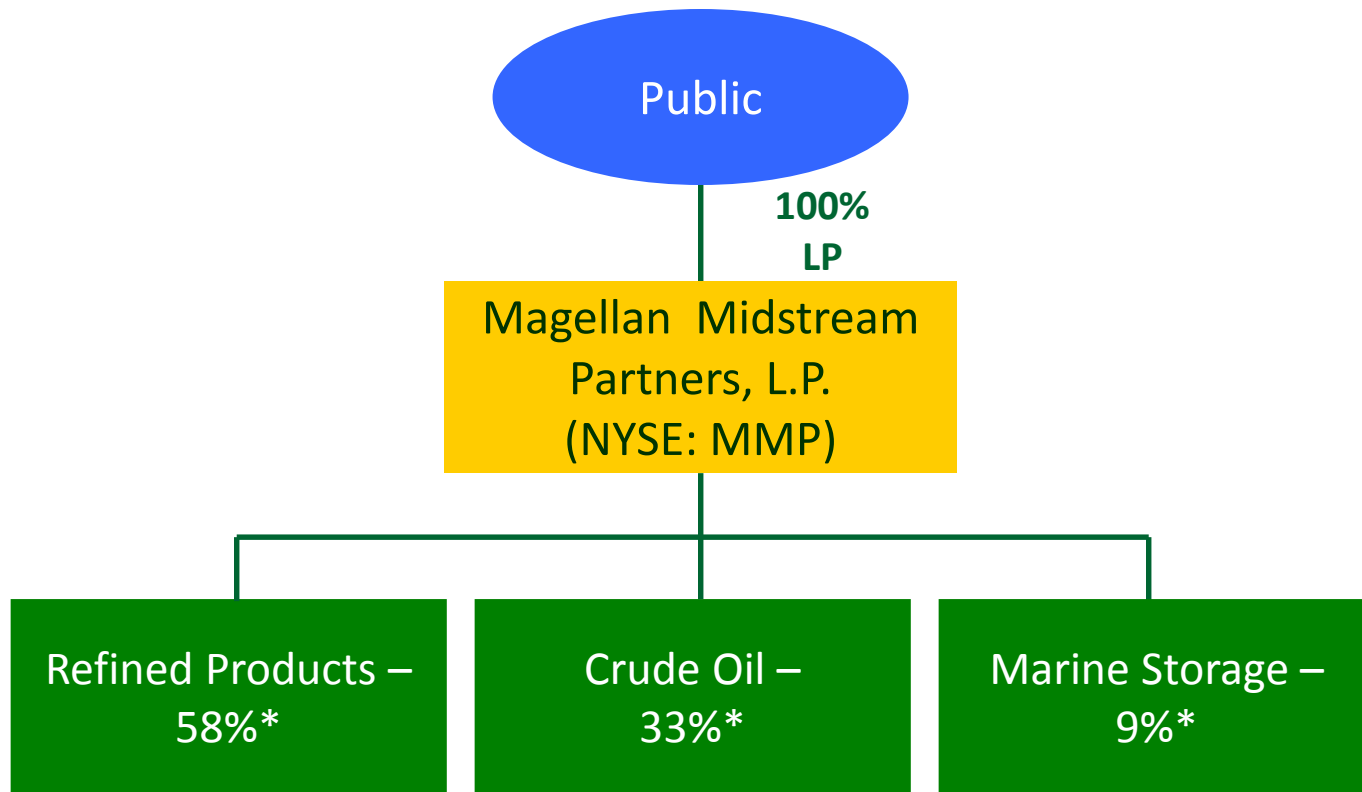 Public
100%
LP
Magellan Midstream
Partners, L.P.
(NYSE: MMP)
Refined Products –
58%*
Crude Oil –
33%*
Marine Storage –
9%*